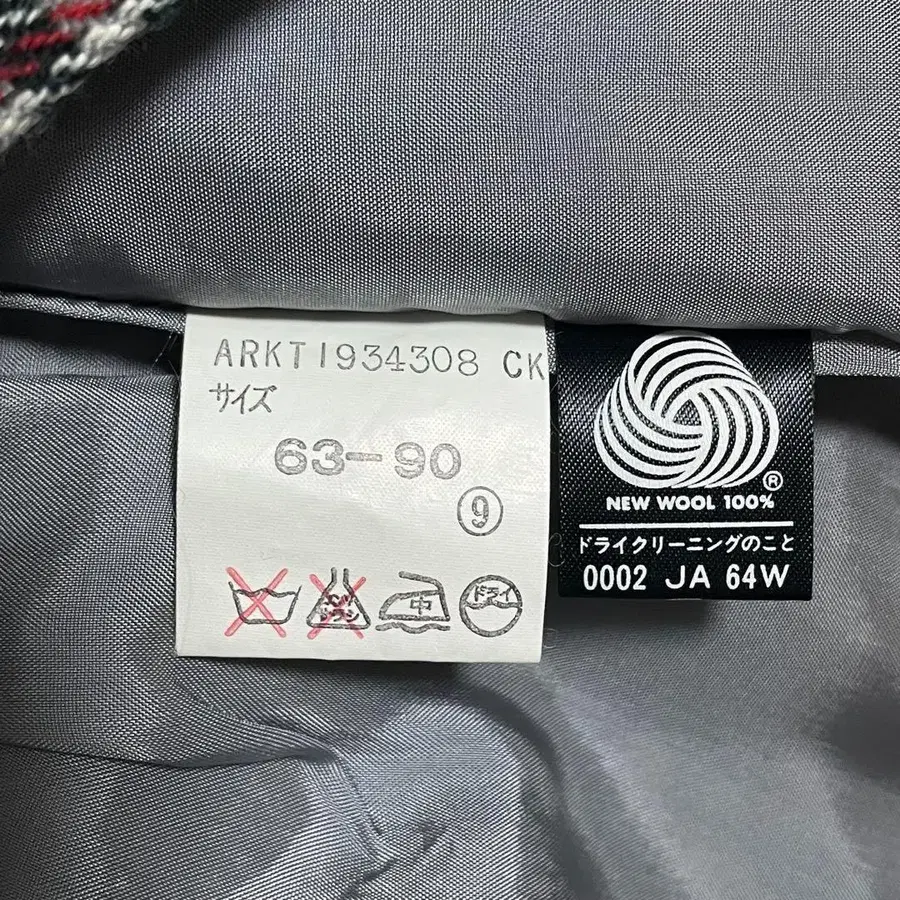 ARKT1934308 CK
サイズ
63-90
9
中
ドライ
®
NEW WOOL 100%
ドライクリーニングのこと
0002 JA 64W